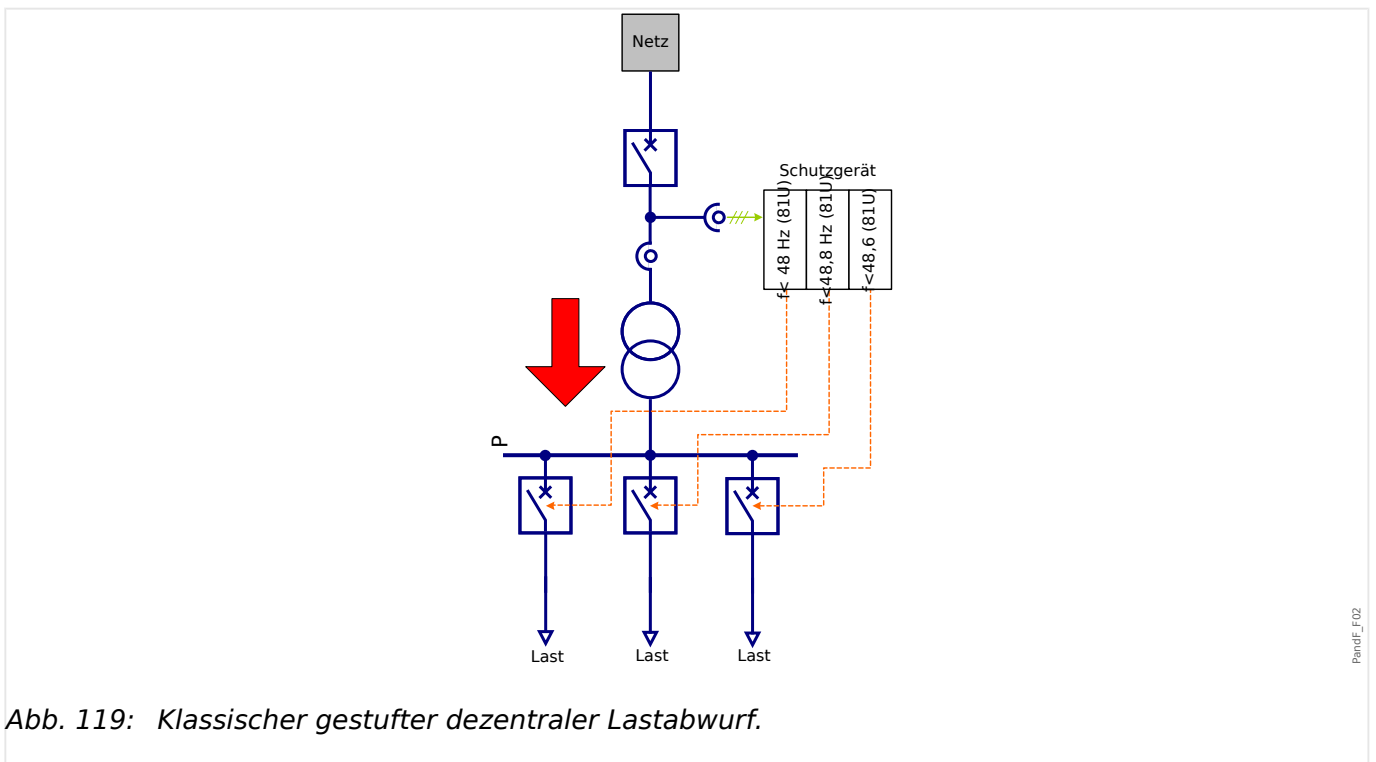 Netz
Schutzgerät
f< 48 Hz (81U)
f<48,8 Hz (81U)
f<48,6 (81U)
P
Last
Last
Last
PandF_F02
Abb. 119: Klassischer gestufter dezentraler Lastabwurf.